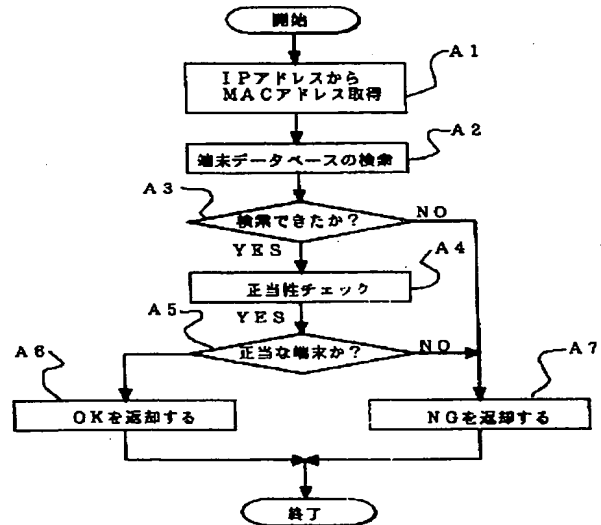 開始
IPアドレスから
MACアドレス取得
A1
端末データベースの検索
A2
A3
検索できたか?
NO
YES
A4
正当性チェック
YES
A5
正当な端末か?
NO
A6
OKを返却する
A7
NGを返却する
終了